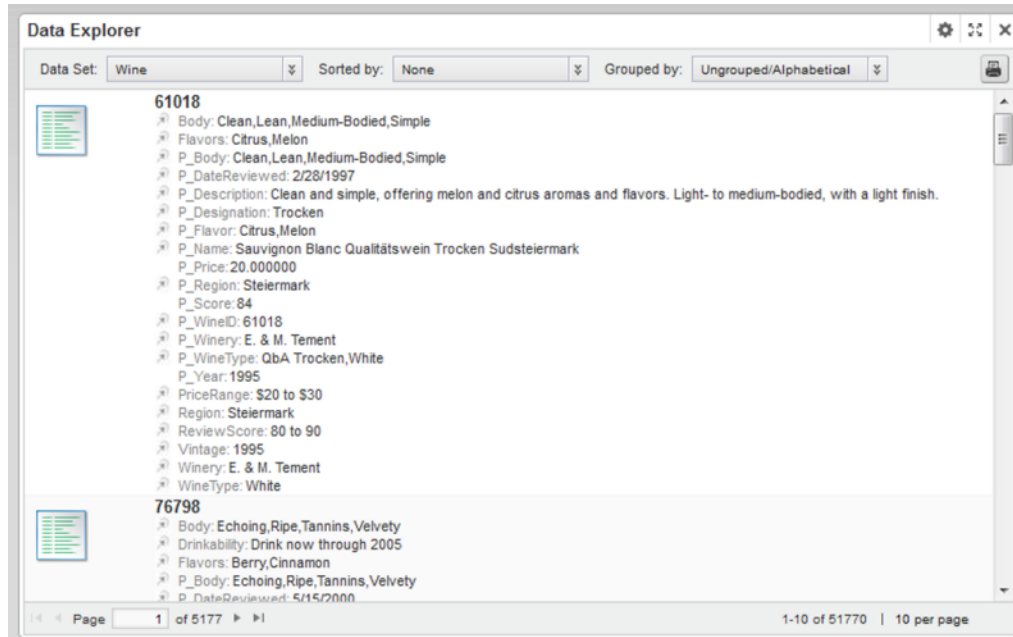 Data Explorer
Data Set: Wine Sorted by: None Grouped by: Ungrouped/Alphabetical
61018
Body: Clean,Lean,Medium-Bodied,Simple
Flavors: Citrus,Melon
P_Body: Clean,Lean,Medium-Bodied,Simple
P_DateReviewed: 2/28/1997
P_Description: Clean and simple, offering melon and citrus aromas and flavors. Light- to medium-bodied, with a light finish.
P_Designation: Trocken
P_Flavor: Citrus,Melon
P_Name: Sauvignon Blanc Qualitätswein Trocken Sudsteiermark
P_Price: 20.000000
P_Region: Steiermark
P_Score: 84
P_WineID: 61018
P_Winery: E. & M. Tement
P_WineType: QbA Trocken,White
P_Year: 1995
PriceRange: $20 to $30
Region: Steiermark
ReviewScore: 80 to 90
Vintage: 1995
Winery: E. & M. Tement
WineType: White
76798
Body: Echoing,Ripe,Tannins,Velvety
Drinkability: Drink now through 2005
Flavors: Berry,Cinnamon
P_Body: Echoing,Ripe,Tannins,Velvety
P_DateReviewed: 5/15/2000
Page 1 of 5177 1-10 of 51770 | 10 per page